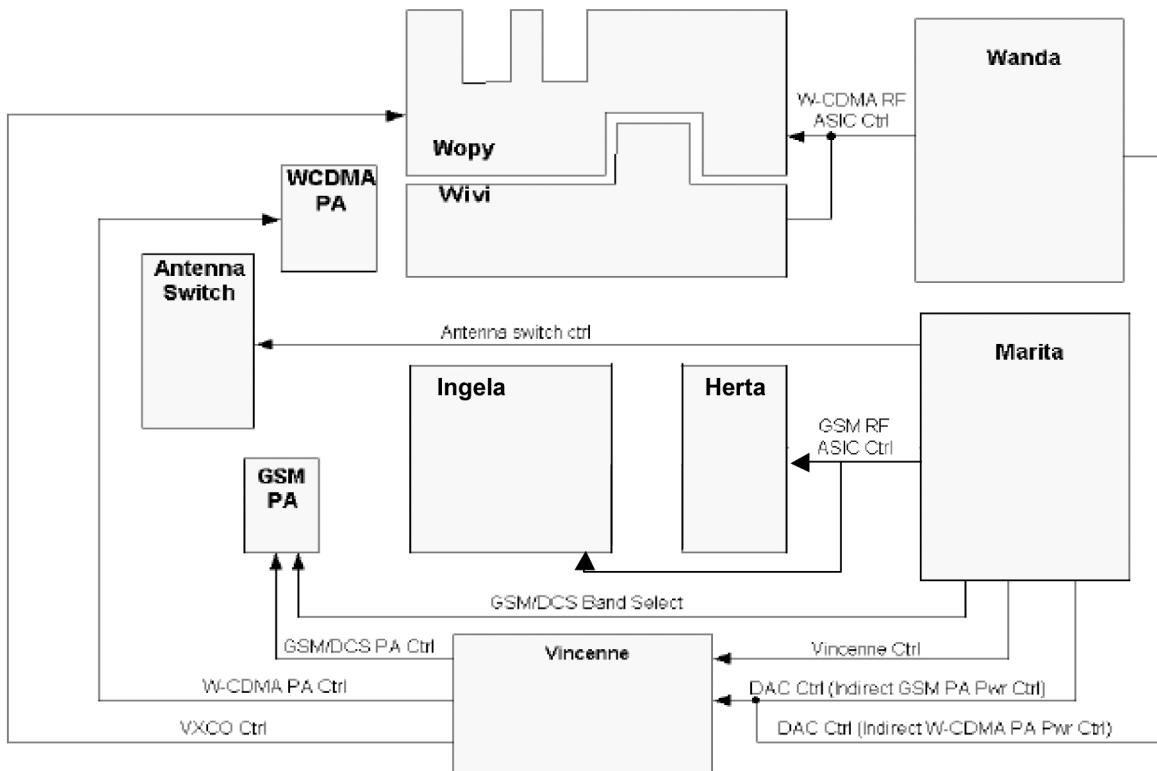 Wanda
W-CDMA RF
ASIC Ctrl
Wopy
WCDMA
PA
Wivi
Antenna
Switch
Antenna switch ctrl
Marita
Ingela
Herta
GSM RF
ASIC Ctrl
GSM
PA
GSM/DCS Band Select
GSM/DCS PA Ctrl
Vincenne
Vincenne Ctrl
W-CDMA PA Ctrl
DAC Ctrl (Indirect GSM PA Pwr Ctrl)
VXCO Ctrl
DAC Ctrl (Indirect W-CDMA PA Pwr Ctrl)